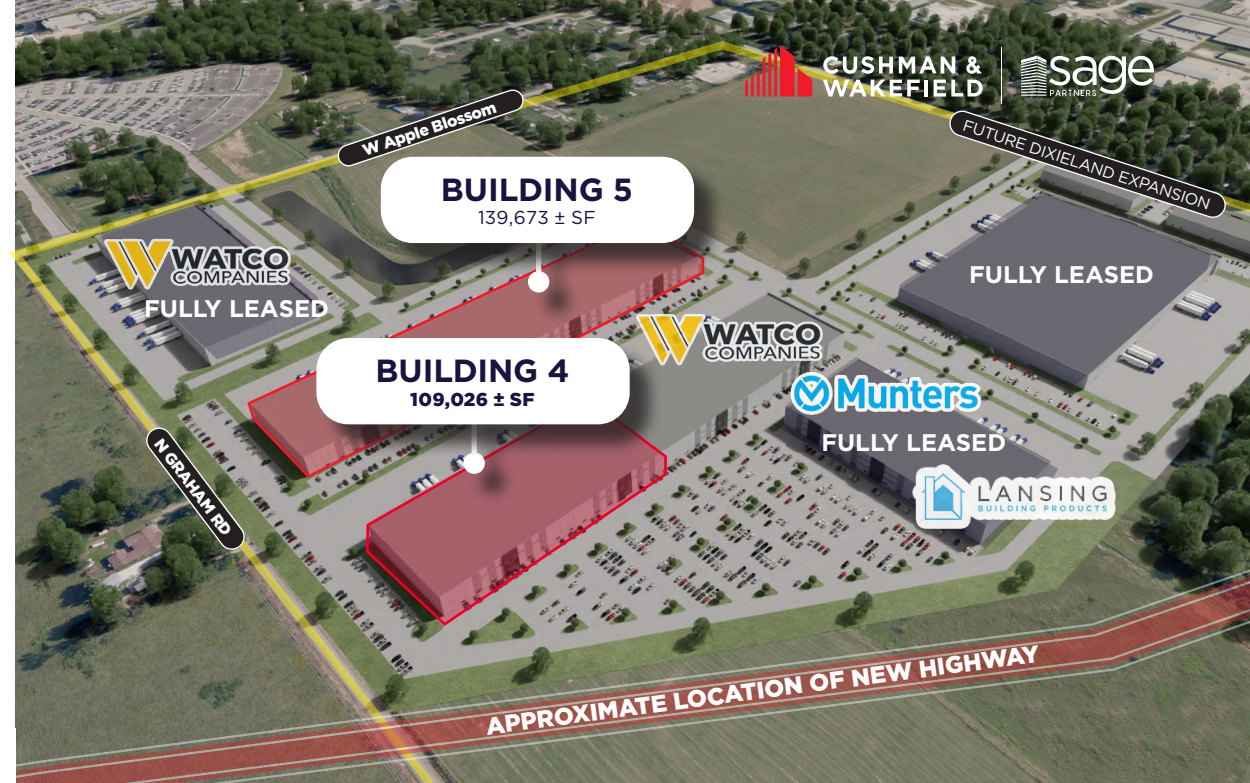 CUSHMAN &
WAKEFIELD
sage
PARTNERS
W Apple Blossom
FUTURE DIXIELAND EXPANSION
BUILDING 5
139,673 ± SF
WATCO
COMPANIES
FULLY LEASED
FULLY LEASED
WATCO
COMPANIES
BUILDING 4
109,026 ± SF
Munters
FULLY LEASED
LANSING
BUILDING PRODUCTS
N GRAHAM RD
APPROXIMATE LOCATION OF NEW HIGHWAY